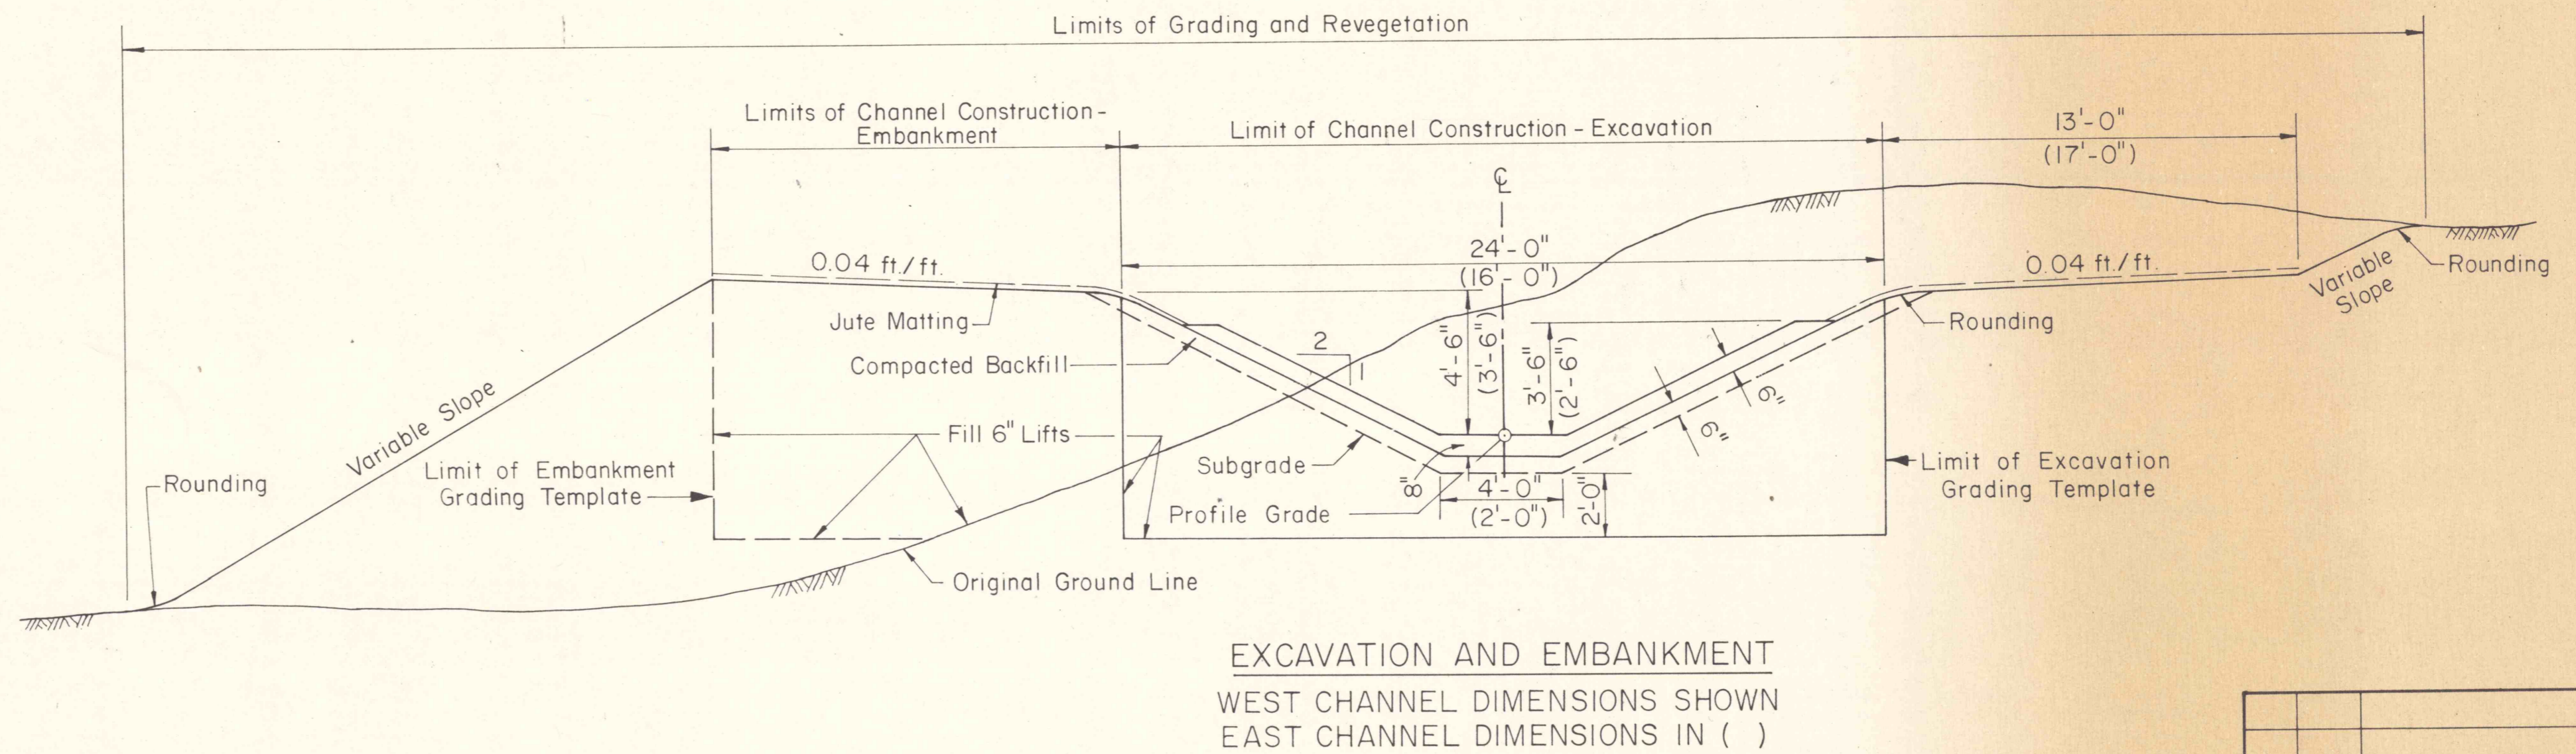 Limits of Grading and Revegetation
Limits of Channel Construction -
Embankment
Limit of Channel Construction - Excavation
13'-0"
(17'-0")
℄
24'-0"
(16'-0")
0.04 ft./ft.
0.04 ft./ft.
Variable
Slope
Rounding
Jute Matting
Rounding
2
1
4'-6"
(3'-6")
3'-6"
(2'-6")
Compacted Backfill
6"
6"
Variable Slope
Fill 6" Lifts
Limit of Embankment
Grading Template
Rounding
Subgrade
8"
4'-0"
(2'-0")
2'-0"
Limit of Excavation
Grading Template
Profile Grade
Original Ground Line
EXCAVATION AND EMBANKMENT
WEST CHANNEL DIMENSIONS SHOWN
EAST CHANNEL DIMENSIONS IN ( )